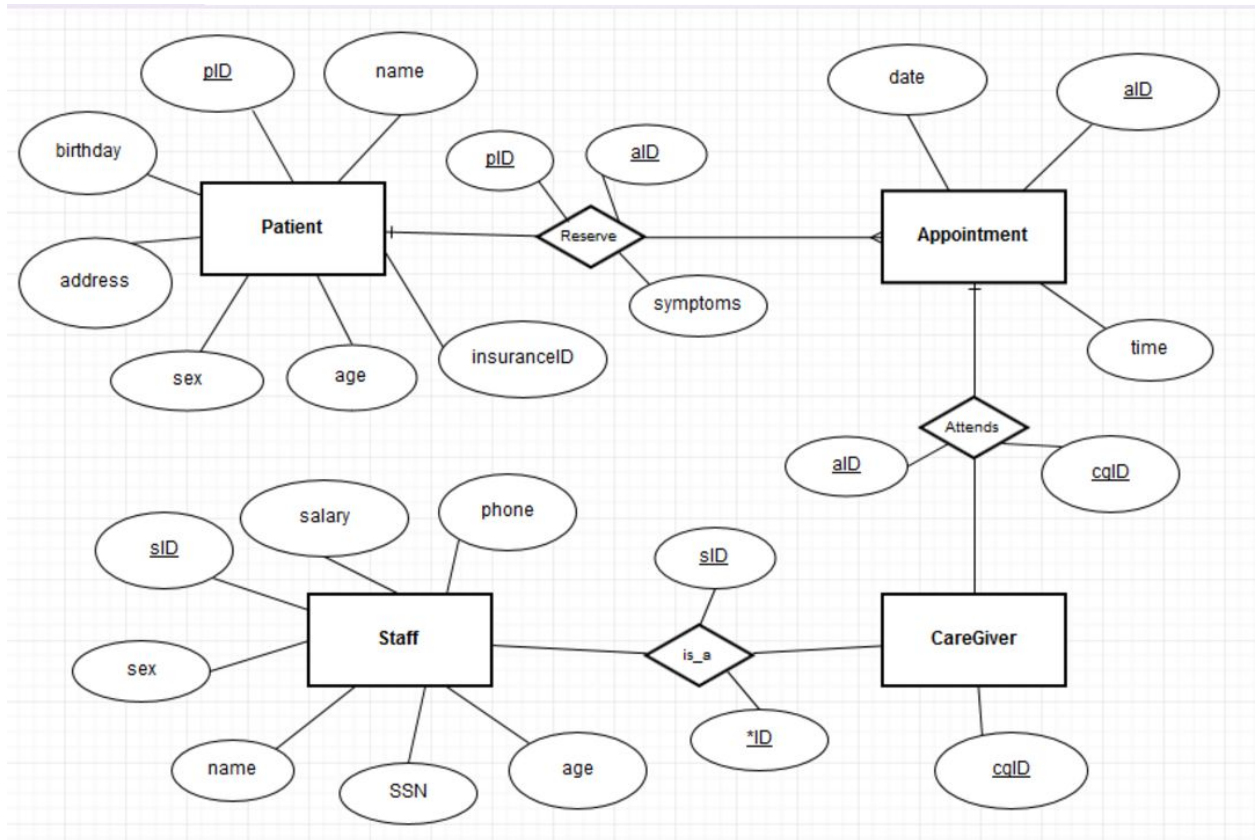 pID
name
date
aID
birthday
pID
aID
Patient
Reserve
Appointment
address
symptoms
insuranceID
time
sex
age
Attends
aID
cgID
salary
phone
sID
sID
Staff
is_a
CareGiver
sex
*ID
name
SSN
age
cgID